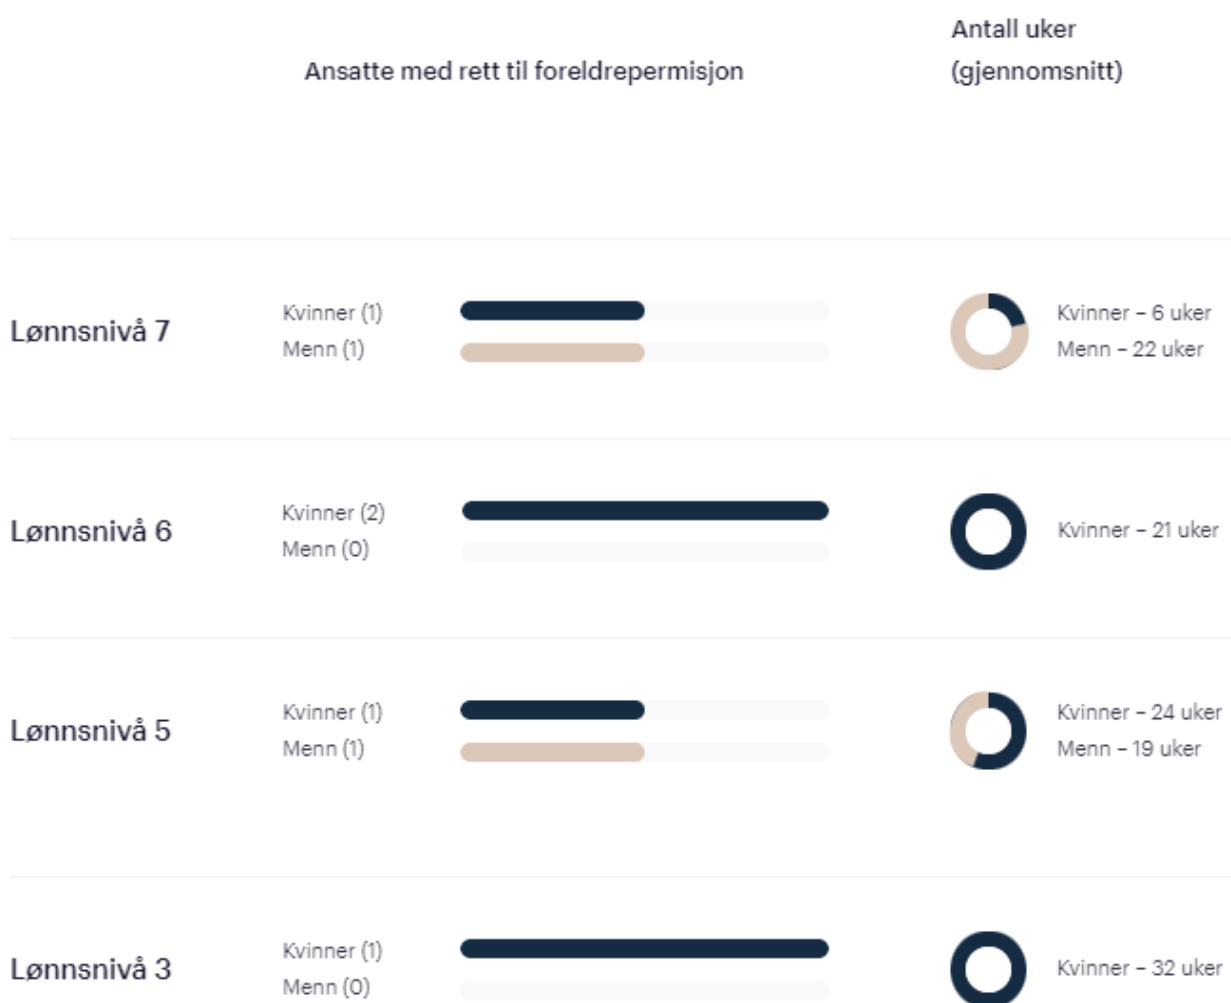 Ansatte med rett til foreldrepermisjon
Antall uker
(gjennomsnitt)
Lønnsnivå 7
Kvinner (1)
Menn (1)
Kvinner – 6 uker
Menn – 22 uker
Lønnsnivå 6
Kvinner (2)
Menn (0)
Kvinner – 21 uker
Lønnsnivå 5
Kvinner (1)
Menn (1)
Kvinner – 24 uker
Menn – 19 uker
Lønnsnivå 3
Kvinner (1)
Menn (0)
Kvinner – 32 uker